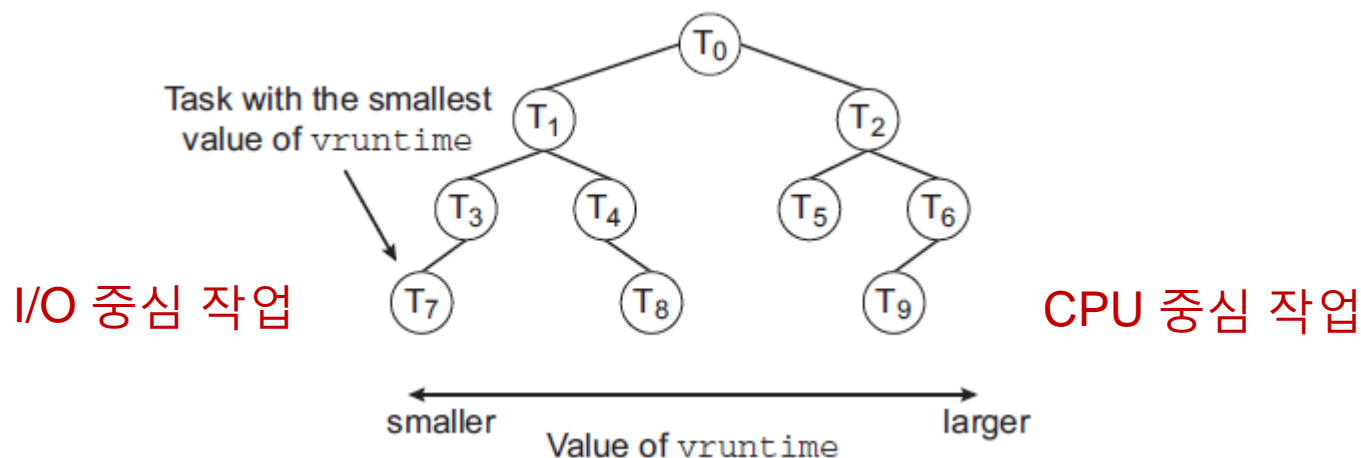 T0
Task with the smallest
value of vruntime
T1
T2
T3
T4
T5
T6
I/O 중심 작업
T7
T8
T9
CPU 중심 작업
smaller
larger
Value of vruntime